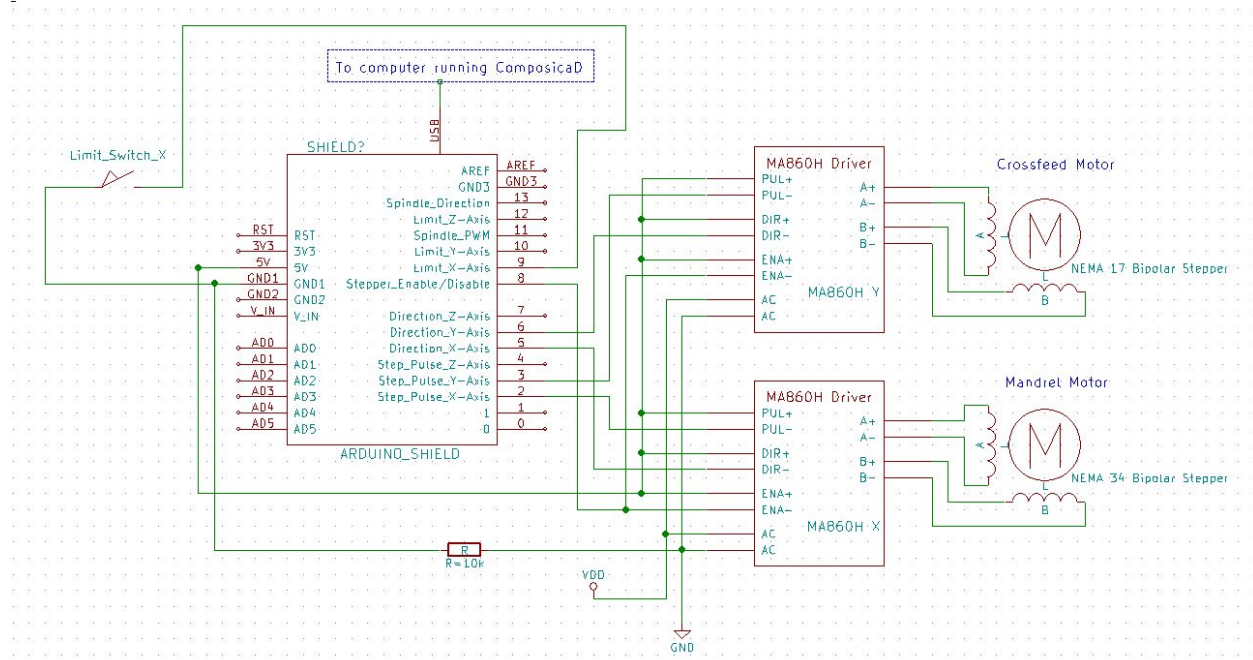 To computer running ComposicaD
USB
Limit_Switch_X
SHIELD?
AREF AREF
GND3 GND3
Spindle_Direction 13
Limit_Z-Axis 12
RST RST Spindle_PWM 11
3V3 3V3 Limit_Y-Axis 10
5V 5V Limit_X-Axis 9
GND1 GND1 Stepper_Enable/Disable 8
GND2 GND2
V_IN V_IN Direction_Z-Axis 7
Direction_Y-Axis 6
AD0 AD0 Direction_X-Axis 5
AD1 AD1 Step_Pulse_Z-Axis 4
AD2 AD2 Step_Pulse_Y-Axis 3
AD3 AD3 Step_Pulse_X-Axis 2
AD4 AD4 1 1
AD5 AD5 0 0
ARDUINO_SHIELD
R
R=10k
VDD
GND
MA860H Driver
PUL+ A+
PUL- A-
DIR+ B+
DIR- B-
ENA+
ENA-
MA860H Y
AC
AC
Crossfeed Motor
A
L
M
NEMA 17 Bipolar Stepper
L
B
MA860H Driver
PUL+ A+
PUL- A-
DIR+ B+
DIR- B-
ENA+
ENA-
MA860H X
AC
AC
Mandrel Motor
A
L
M
NEMA 34 Bipolar Stepper
L
B